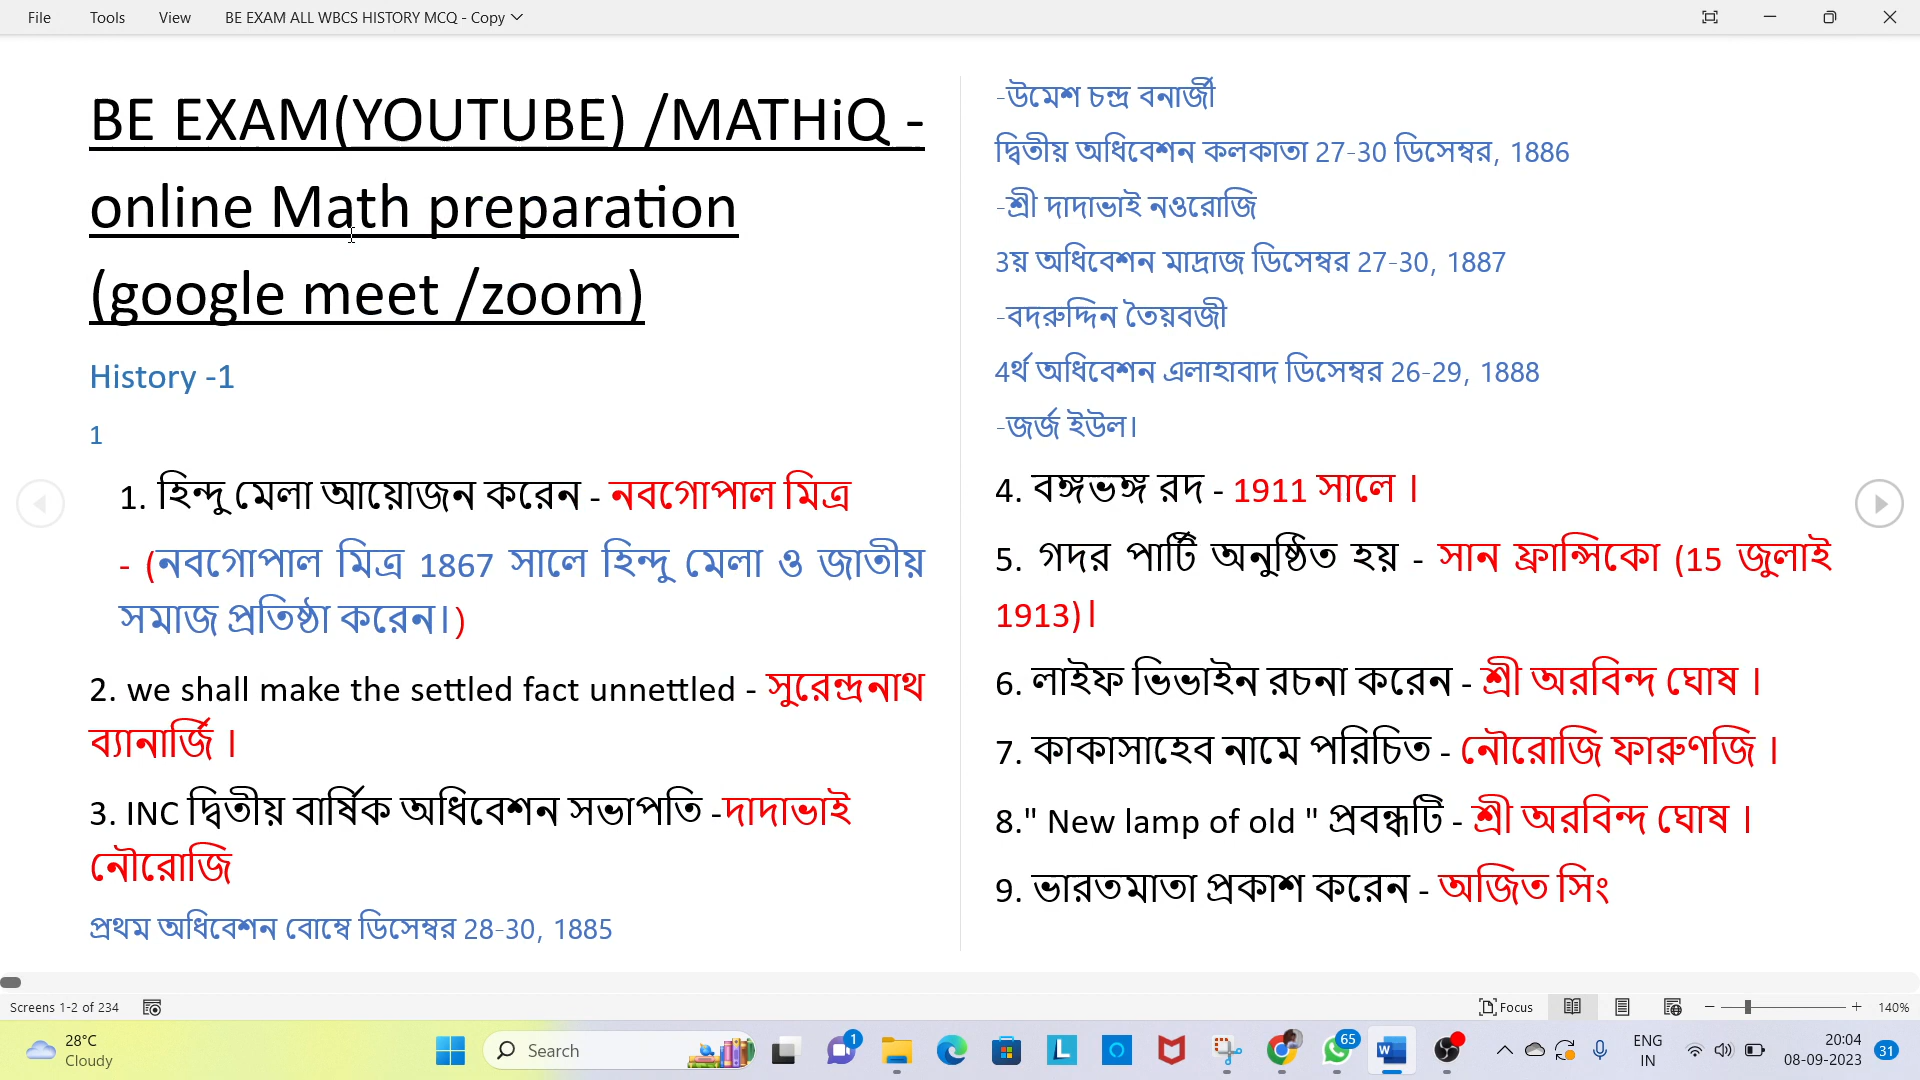 File Tools View BE EXAM ALL WBCS HISTORY MCQ - Copy
BE EXAM(YOUTUBE) /MATHiQ -
online Math preparation
(google meet /zoom)
History -1
1
1. হিন্দু মেলা আয়োজন করেন - নবগোপাল মিত্র
- (নবগোপাল মিত্র 1867 সালে হিন্দু মেলা ও জাতীয়
সমাজ প্রতিষ্ঠা করেন।)
2. we shall make the settled fact unnettled - সুরেন্দ্রনাথ
ব্যানার্জি ।
3. INC দ্বিতীয় বার্ষিক অধিবেশন সভাপতি -দাদাভাই
নৌরোজি
প্রথম অধিবেশন বোম্বে ডিসেম্বর 28-30, 1885
-উমেশ চন্দ্র বনার্জী
দ্বিতীয় অধিবেশন কলকাতা 27-30 ডিসেম্বর, 1886
-শ্রী দাদাভাই নওরোজি
3য় অধিবেশন মাদ্রাজ ডিসেম্বর 27-30, 1887
-বদরুদ্দিন তৈয়বজী
4র্থ অধিবেশন এলাহাবাদ ডিসেম্বর 26-29, 1888
-জর্জ ইউল।
4. বঙ্গভঙ্গ রদ - 1911 সালে ।
5. গদর পার্টি অনুষ্ঠিত হয় - সান ফ্রান্সিকো (15 জুলাই
1913)।
6. লাইফ ডিভাইন রচনা করেন - শ্রী অরবিন্দ ঘোষ ।
7. কাকাসাহেব নামে পরিচিত - নৌরোজি ফারুণজি ।
8." New lamp of old " প্রবন্ধটি - শ্রী অরবিন্দ ঘোষ ।
9. ভারতমাতা প্রকাশ করেন - অজিত সিং
Screens 1-2 of 234
Focus
140%
28°C
Cloudy
Search
1
65
ENG
IN
20:04
08-09-2023
31